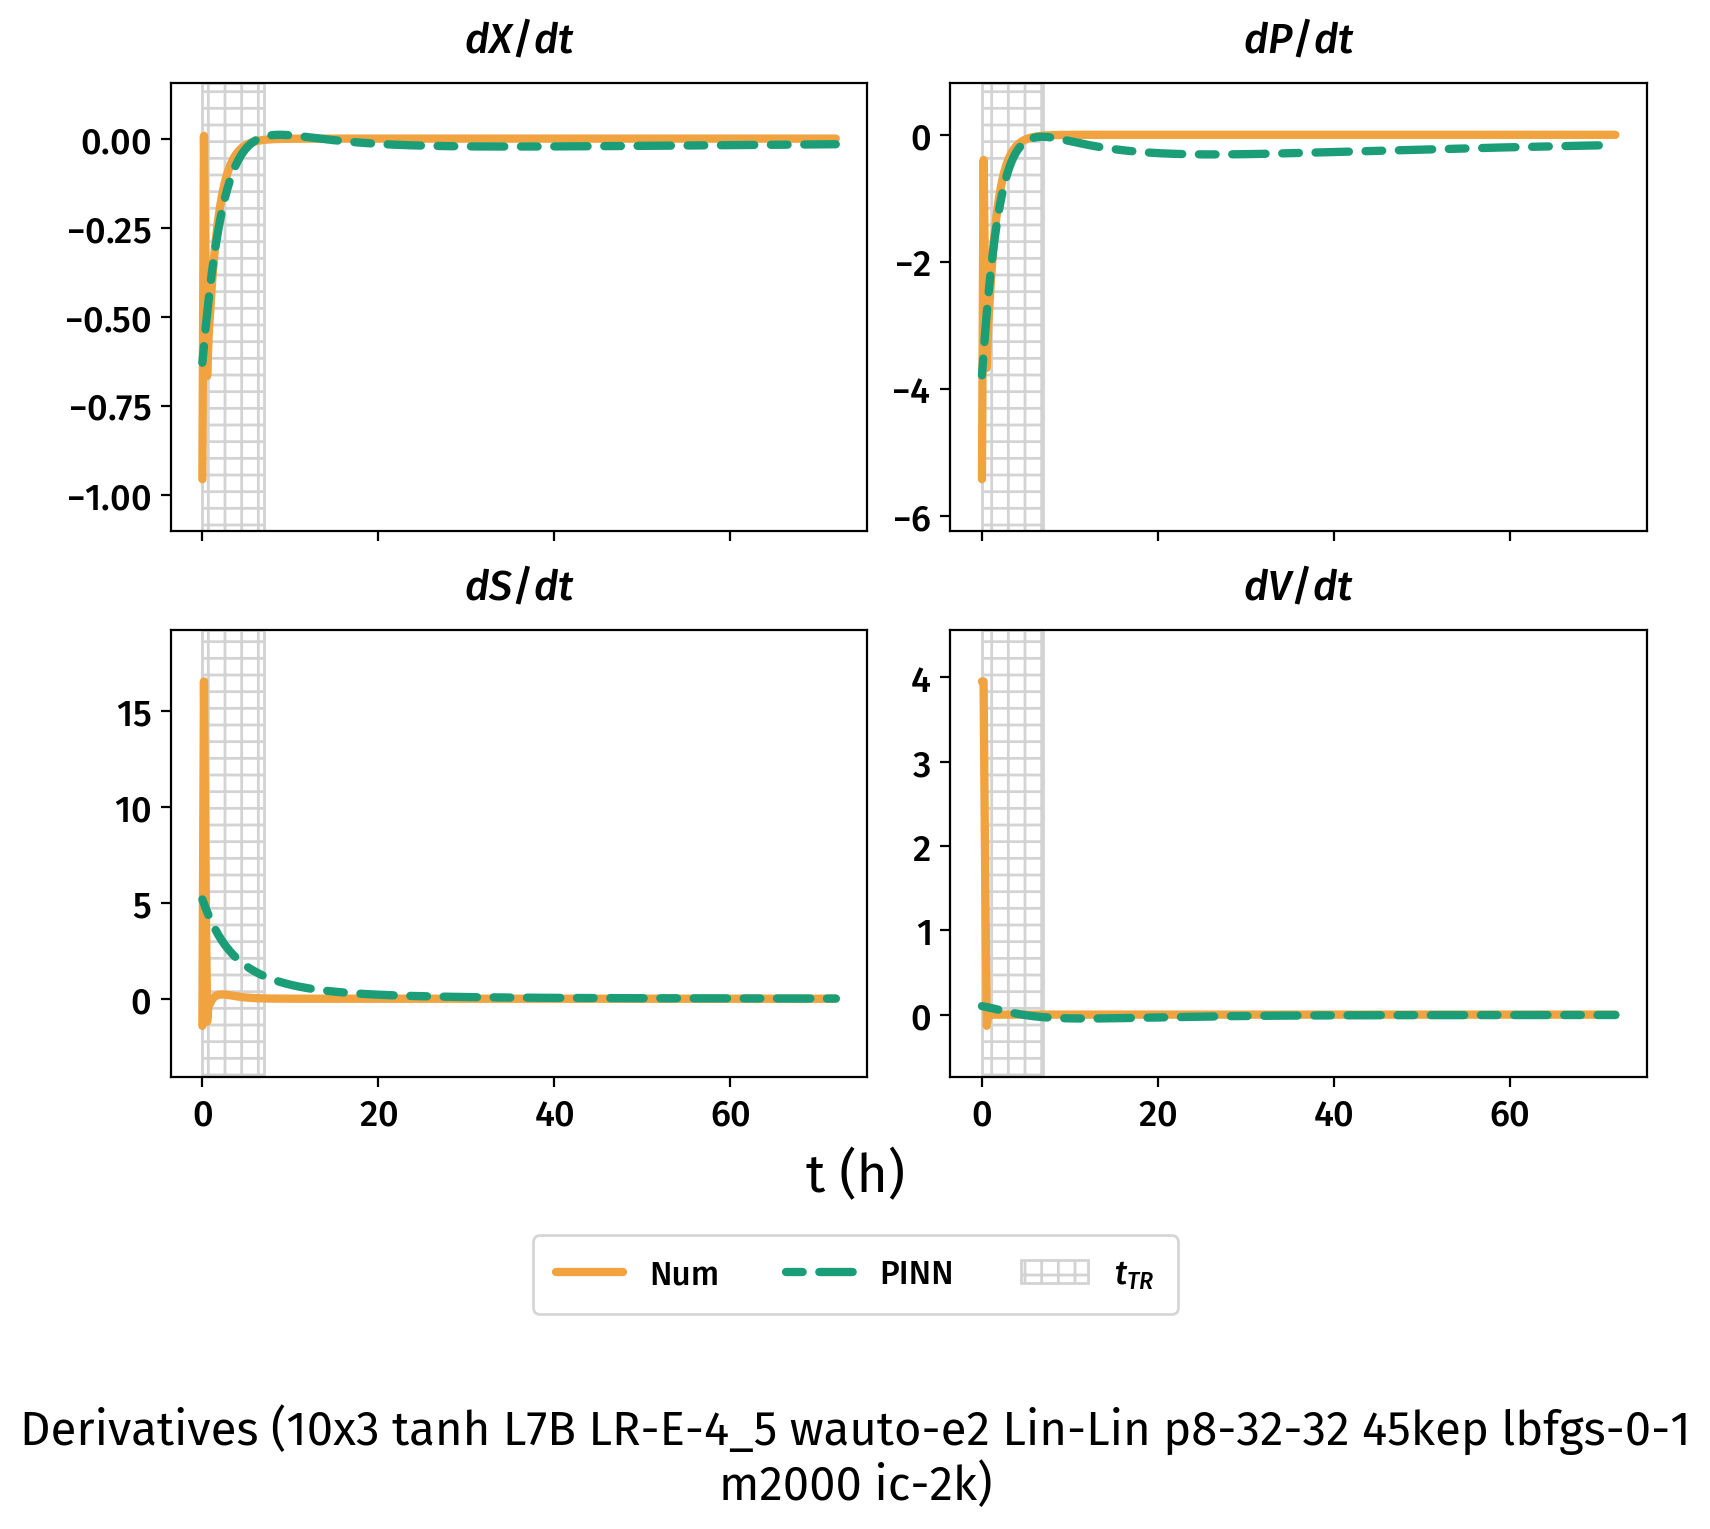 dX/dt
dP/dt
0.00
−0.25
−0.50
−0.75
−1.00
0
−2
−4
−6
dS/dt
dV/dt
15
10
5
0
4
3
2
1
0
0 20 40 60
0 20 40 60
t (h)
Num PINN tTR
Derivatives (10x3 tanh L7B LR-E-4_5 wauto-e2 Lin-Lin p8-32-32 45kep lbfgs-0-1
m2000 ic-2k)